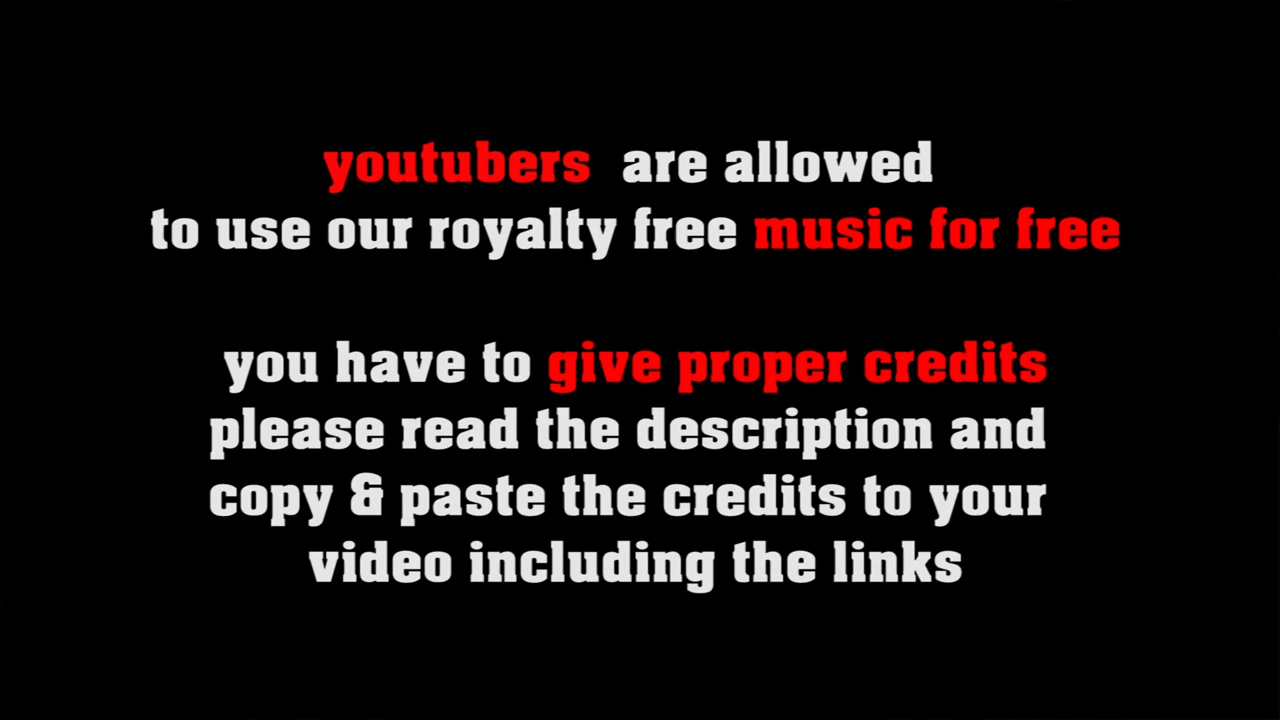 youtubers are allowed
to use our royalty free music for free
you have to give proper credits
please read the description and
copy & paste the credits to your
video including the links